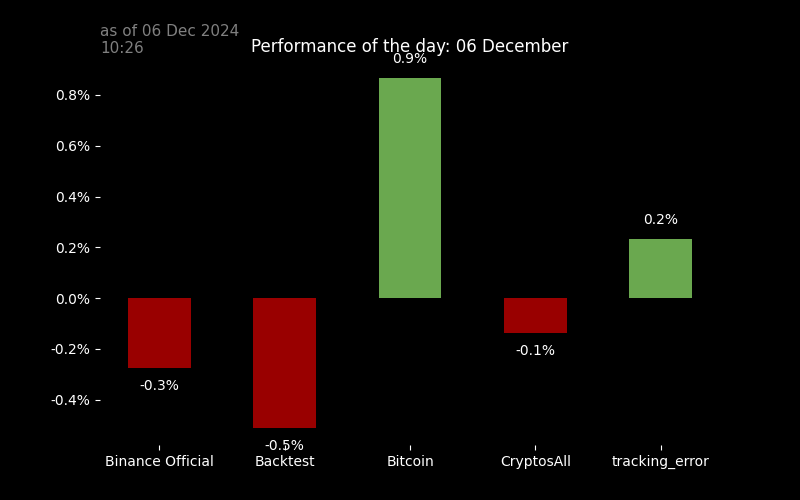 as of 06 Dec 2024
10:26
Performance of the day: 06 December
0.9%
0.8%
0.6%
0.4%
0.2%
0.2%
0.0%
-0.2%
-0.1%
-0.3%
-0.4%
-0.5%
Binance Official
Backtest
Bitcoin
CryptosAll
tracking_error